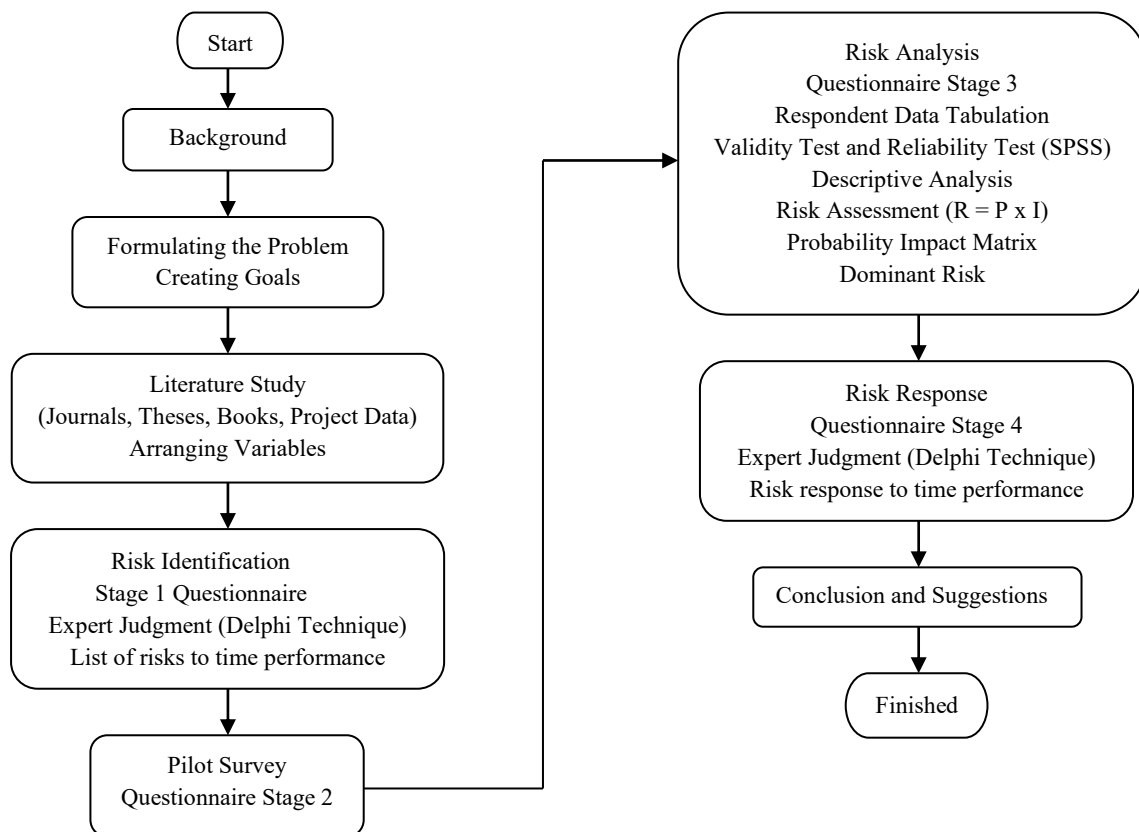 Start
Background
Formulating the Problem
Creating Goals
Literature Study
(Journals, Theses, Books, Project Data)
Arranging Variables
Risk Identification
Stage 1 Questionnaire
Expert Judgment (Delphi Technique)
List of risks to time performance
Pilot Survey
Questionnaire Stage 2
Risk Analysis
Questionnaire Stage 3
Respondent Data Tabulation
Validity Test and Reliability Test (SPSS)
Descriptive Analysis
Risk Assessment (R = P x I)
Probability Impact Matrix
Dominant Risk
Risk Response
Questionnaire Stage 4
Expert Judgment (Delphi Technique)
Risk response to time performance
Conclusion and Suggestions
Finished